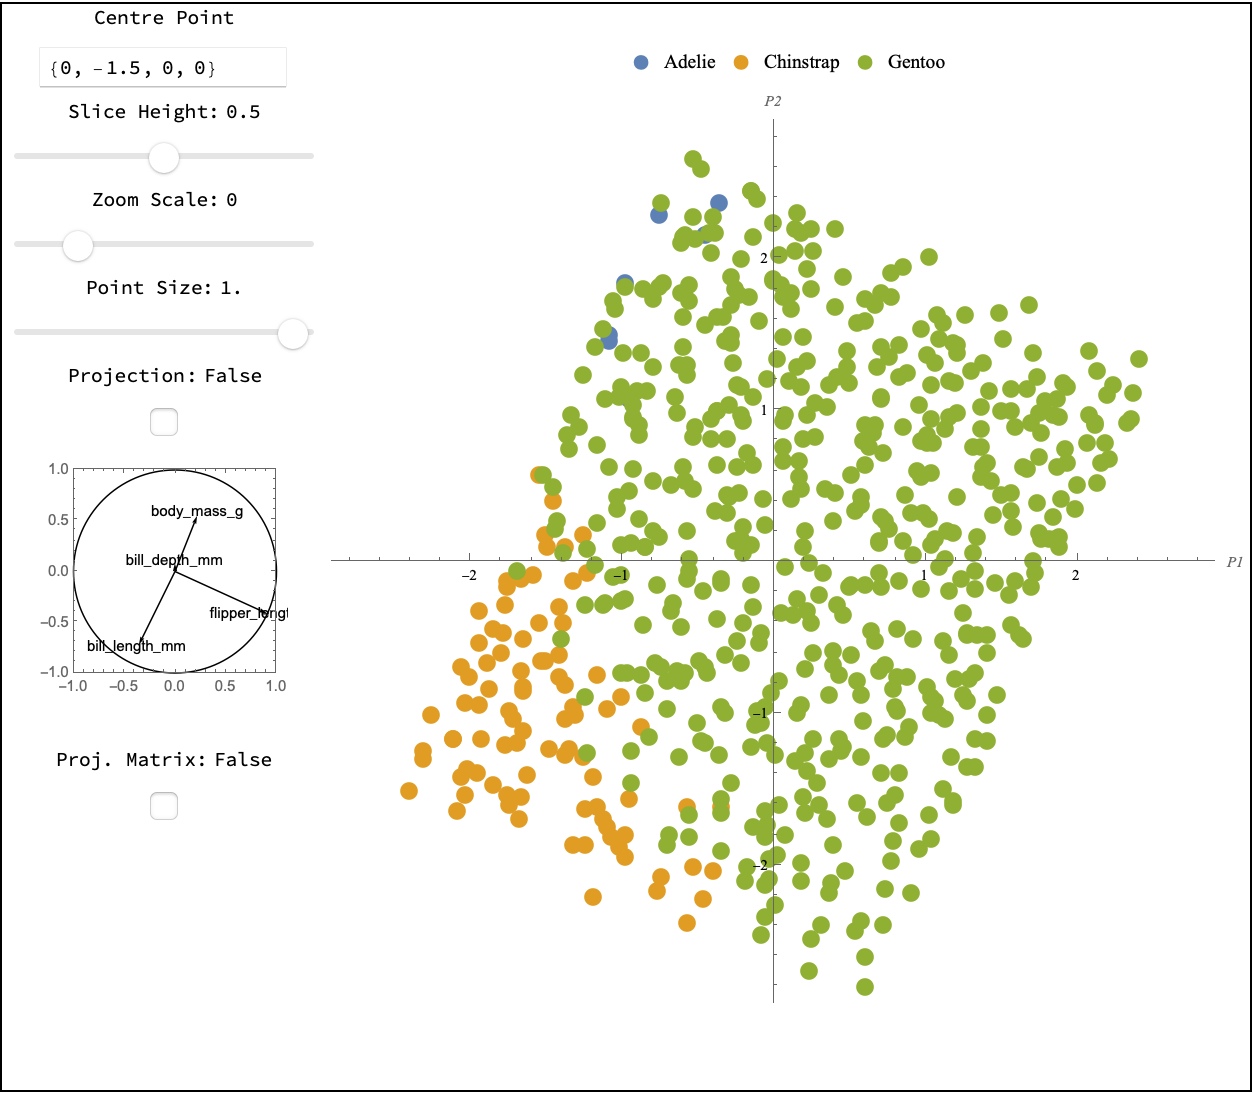 Centre Point
{0, -1.5, 0, 0}
Slice Height: 0.5
Zoom Scale: 0
Point Size: 1.
Projection: False
1.0
0.5
0.0
-0.5
-1.0
-1.0 -0.5 0.0 0.5 1.0
body_mass_g
bill_depth_mm
flipper_lengt
bill_length_mm
Proj. Matrix: False
Adelie Chinstrap Gentoo
P2
2
1
-2 -1 1 2 P1
-1
-2